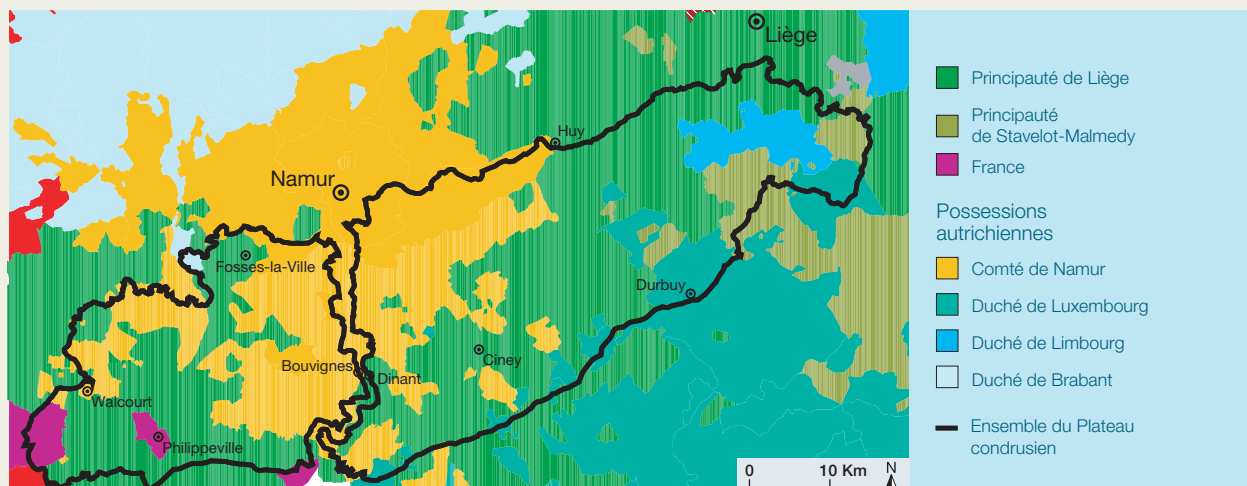 Liège
Huy
Namur
Fosses-la-Ville
Durbuy
Bouvignes
Dinant
Ciney
Walcourt
Philippeville
0 10 Km N
Principauté de Liège
Principauté
de Stavelot-Malmedy
France
Possessions
autrichiennes
Comté de Namur
Duché de Luxembourg
Duché de Limbourg
Duché de Brabant
Ensemble du Plateau
condrusien